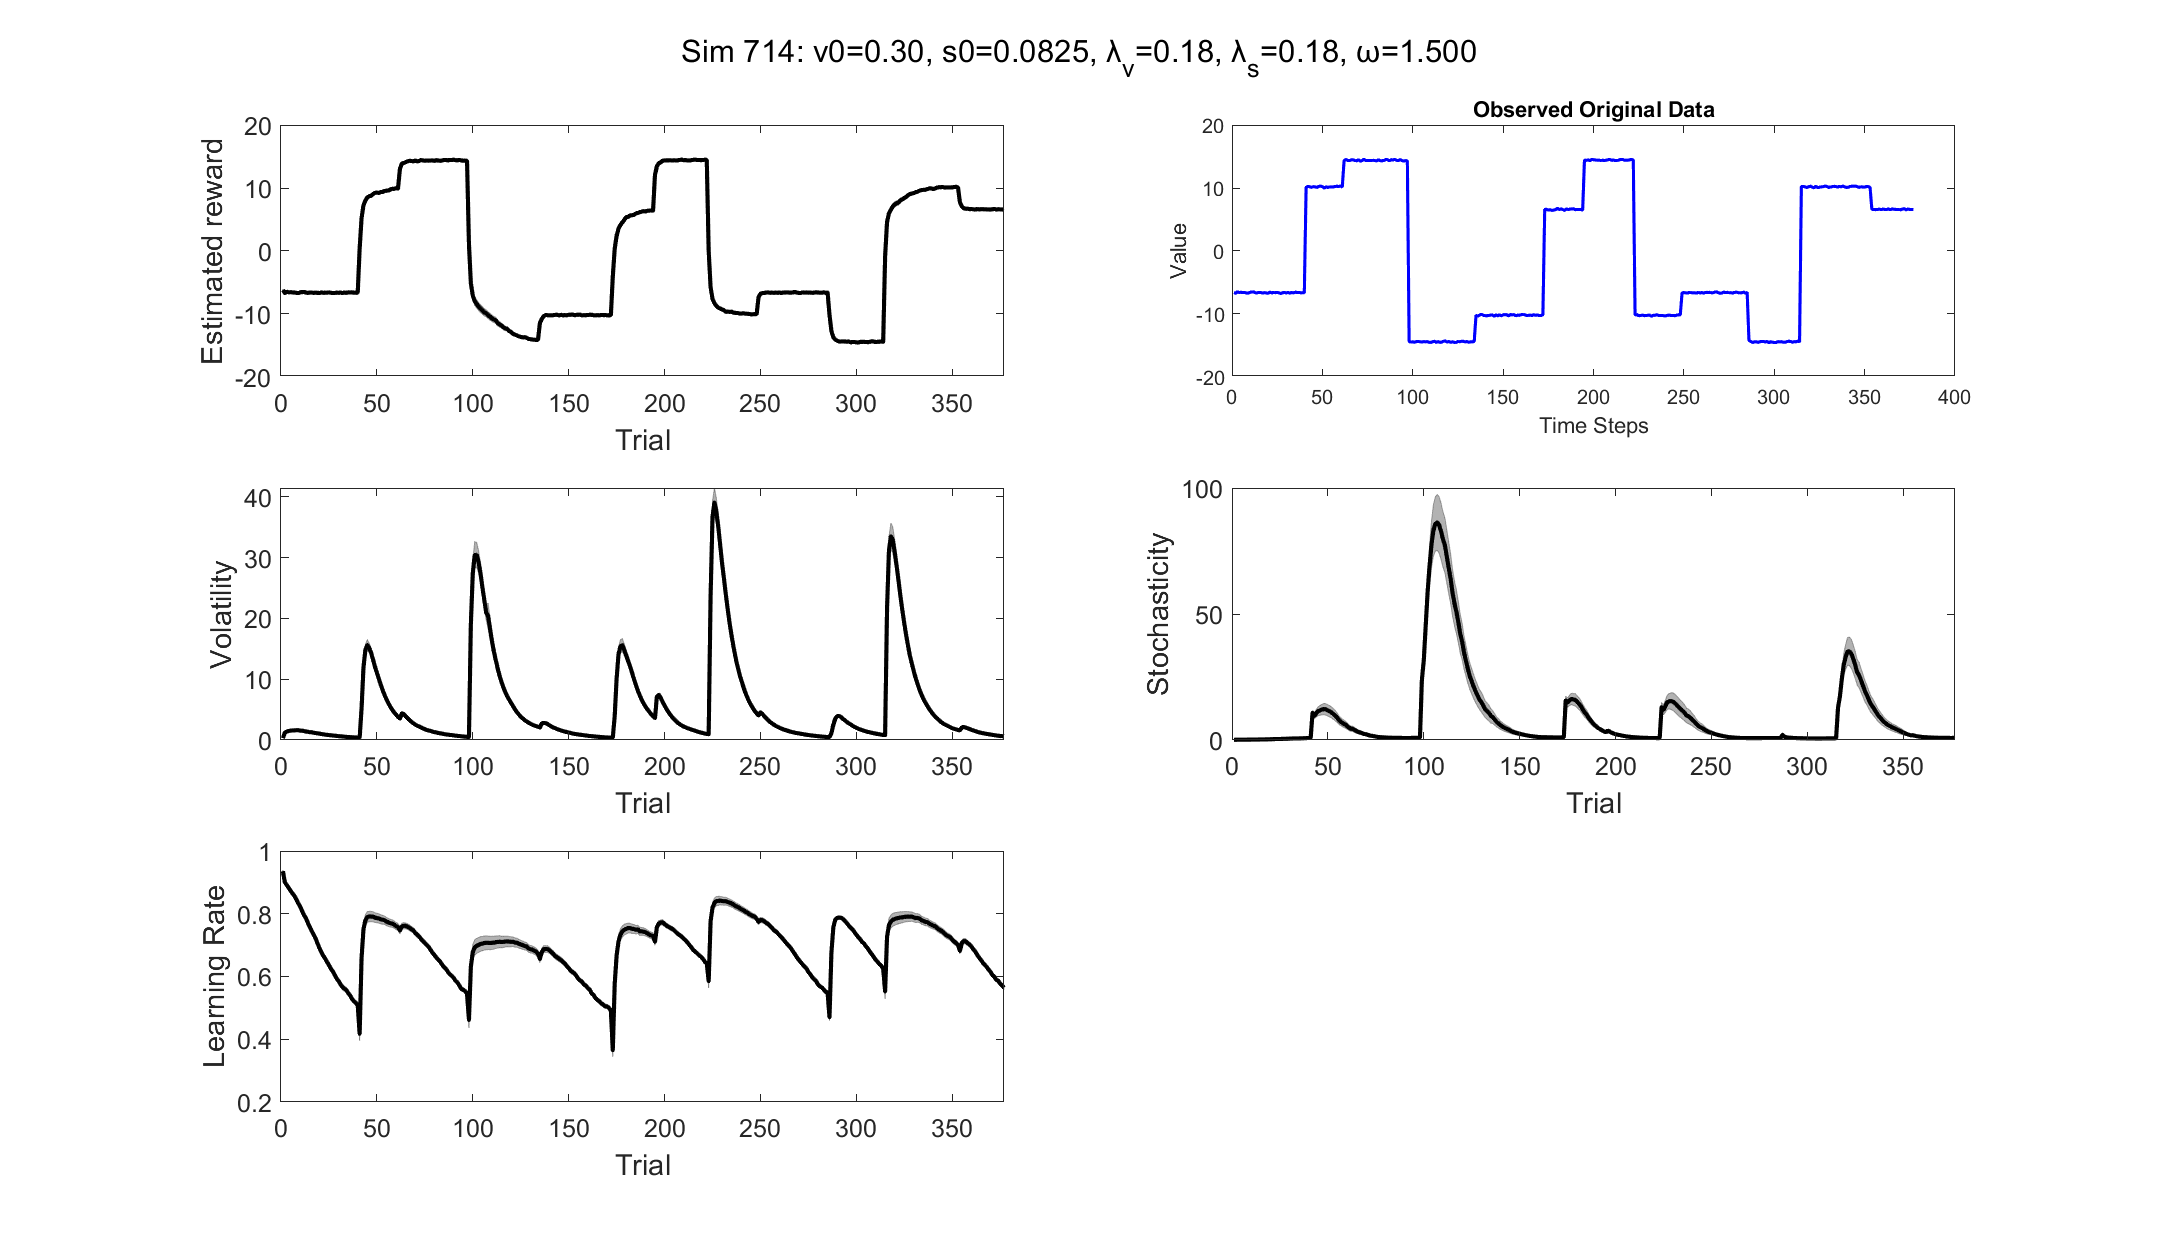 Sim 714: v0=0.30, s0=0.0825, λv=0.18, λs=0.18, ω=1.500
Estimated reward
20
10
0
-10
-20
0 50 100 150 200 250 300 350
Trial
Observed Original Data
Value
20
10
0
-10
-20
0 50 100 150 200 250 300 350 400
Time Steps
Volatility
40
30
20
10
0
0 50 100 150 200 250 300 350
Trial
Stochasticity
100
50
0
0 50 100 150 200 250 300 350
Trial
Learning Rate
1
0.8
0.6
0.4
0.2
0 50 100 150 200 250 300 350
Trial